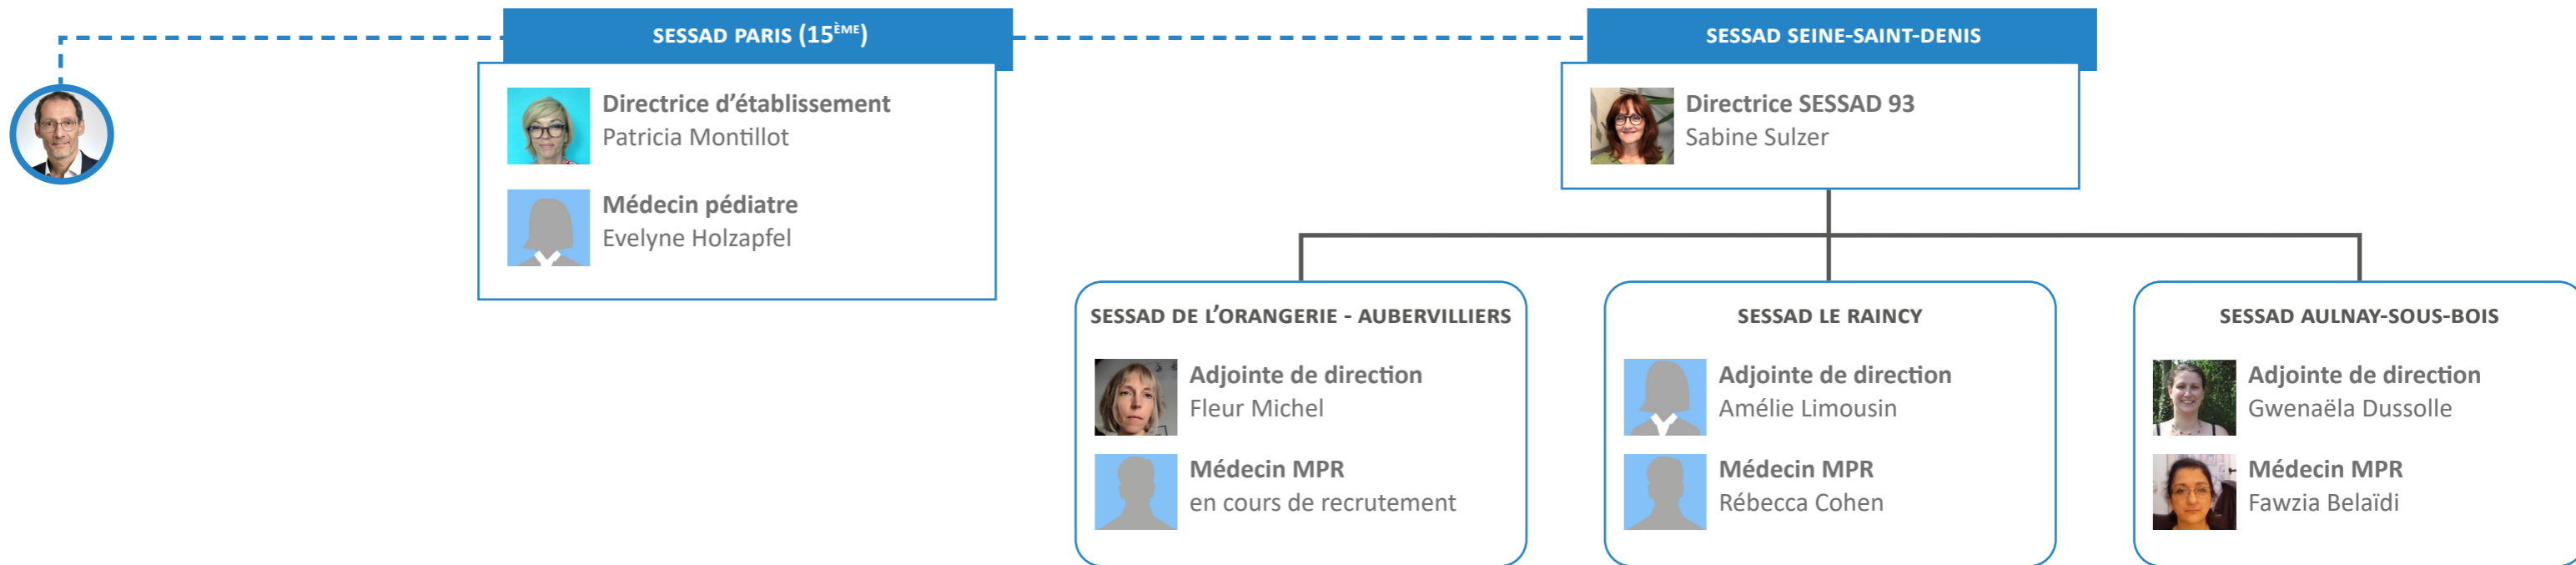 SESSAD PARIS (15ÈME)
Directrice d'établissement
Patricia Montillot
Médecin pédiatre
Evelyne Holzapfel
SESSAD SEINE-SAINT-DENIS
Directrice SESSAD 93
Sabine Sulzer
SESSAD DE L'ORANGERIE - AUBERVILLIERS
Adjointe de direction
Fleur Michel
Médecin MPR
en cours de recrutement
SESSAD LE RAINCY
Adjointe de direction
Amélie Limousin
Médecin MPR
Rébecca Cohen
SESSAD AULNAY-SOUS-BOIS
Adjointe de direction
Gwenaëla Dussolle
Médecin MPR
Fawzia Belaïdi